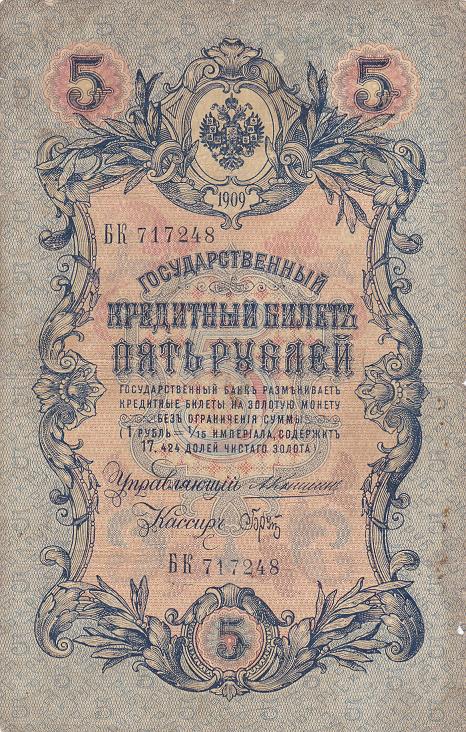 5 5
1909
БК 717248
ГОСУДАРСТВЕННЫЙ
КРЕДИТНЫЙ БИЛЕТЪ
ПЯТЬ РУБЛЕЙ
ГОСУДАРСТВЕННЫЙ БАНКЪ РАЗМѢНИВАЕТЪ
КРЕДИТНЫЕ БИЛЕТЫ НА ЗОЛОТУЮ МОНЕТУ
БЕЗЪ ОГРАНИЧЕНІЯ СУММЫ
(1 РУБЛЬ = 1/15 ИМПЕРІАЛА, СОДЕРЖИТЪ
17,424 ДОЛЕЙ ЧИСТАГО ЗОЛОТА)
Управляющій
Кассиръ
БК 717248
5